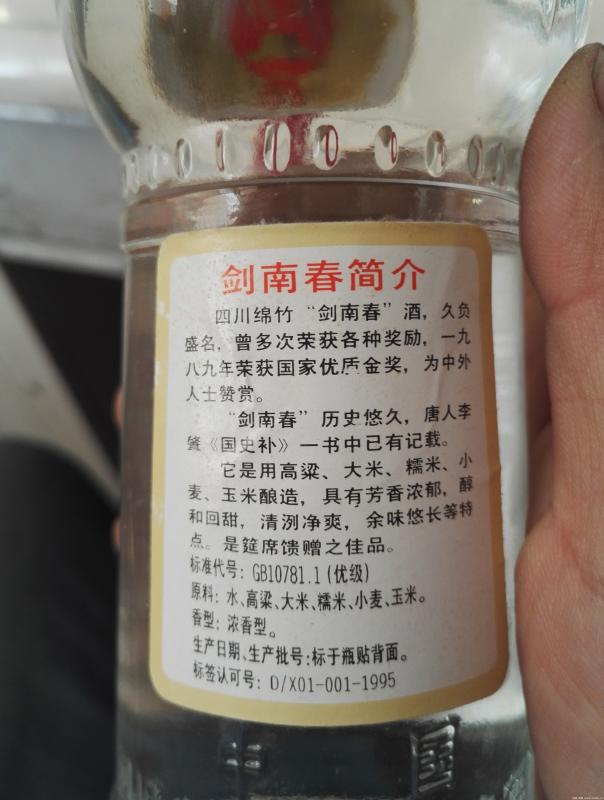 剑南春简介
四川绵竹“剑南春”酒，久负
盛名，曾多次荣获各种奖励，一九
八九年荣获国家优质金奖，为中外
人士赞赏。
“剑南春”历史悠久，唐人李
《国史补》一书中已有记载。
它是用高粱、大米、糯米、小
麦、玉米酿造，具有芳香浓郁，醇
和回甜，清洌净爽，余味悠长等特
点。是筵席馈赠之佳品。
标准代号：GB10781.1(优级)
原料：水、高粱、大米、糯米、小麦、玉米。
香型：浓香型。
生产日期、生产批号:标于瓶贴背面。
标签认可号：D/X01-001-1995